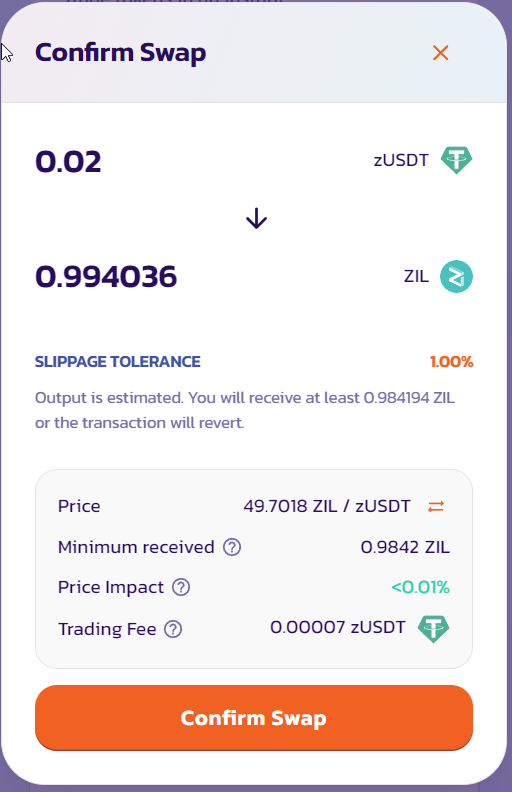 Confirm Swap
0.02 zUSDT
0.994036 ZIL
SLIPPAGE TOLERANCE 1.00%
Output is estimated. You will receive at least 0.984194 ZIL
or the transaction will revert.
Price 49.7018 ZIL / zUSDT
Minimum received ? 0.9842 ZIL
Price Impact ? <0.01%
Trading Fee ? 0.00007 zUSDT
Confirm Swap